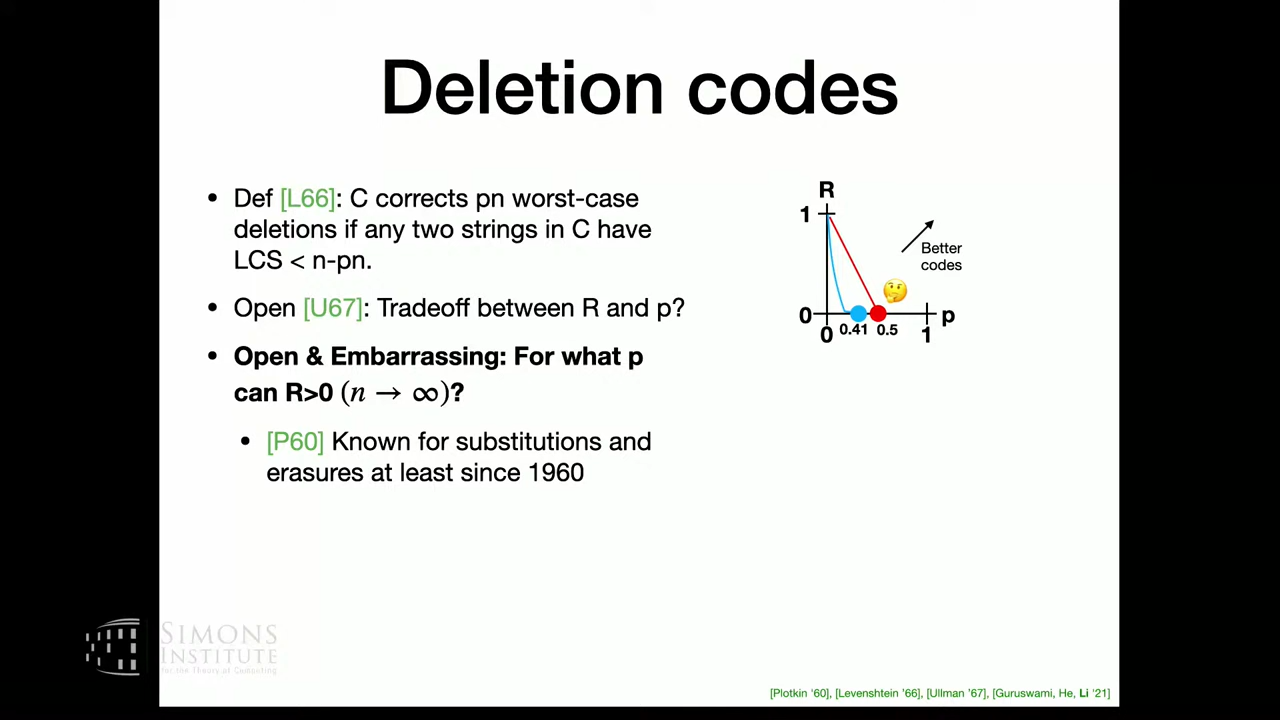 Deletion codes
• Def [L66]: C corrects pn worst-case
deletions if any two strings in C have
LCS < n-pn.
• Open [U67]: Tradeoff between R and p?
• Open & Embarrassing: For what p
can R>0 (n → ∞)?
• [P60] Known for substitutions and
erasures at least since 1960
R
1
Better
codes
0
p
0
0.41
0.5
1
SIMONS
INSTITUTE
for the Theory of Computing
[Plotkin '60], [Levenshtein '66], [Ullman '67], [Guruswami, He, Li '21]